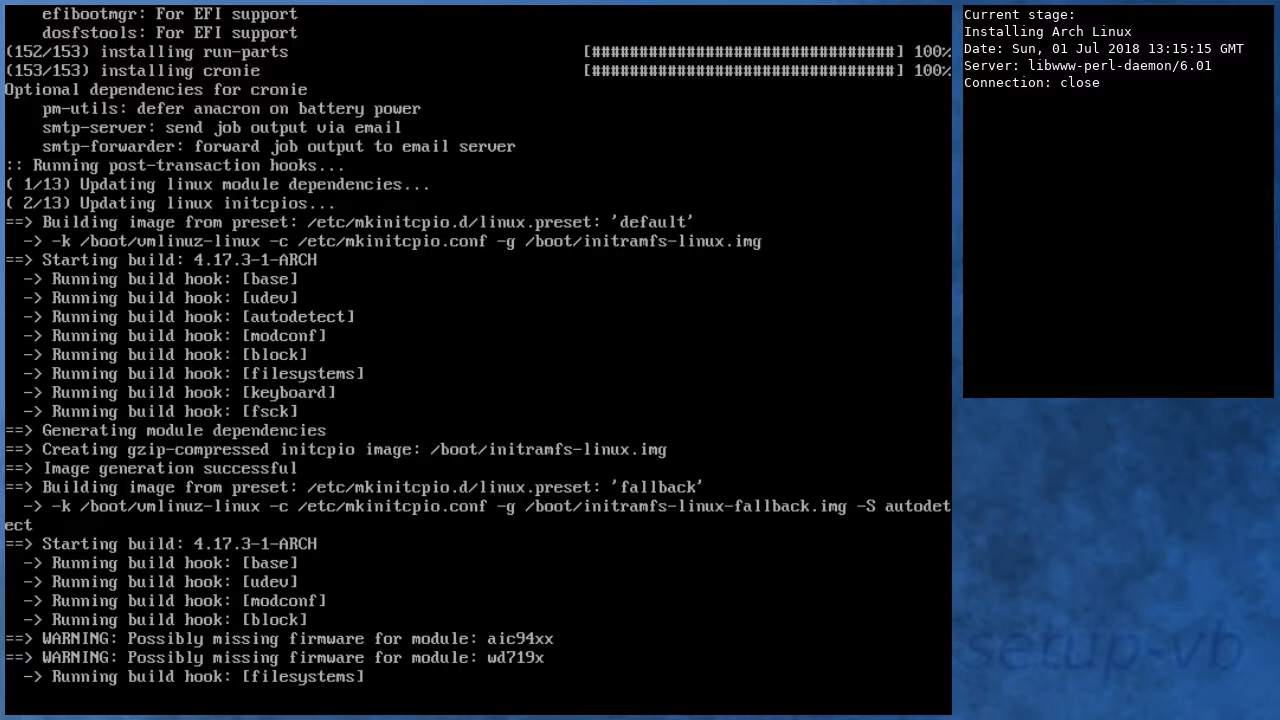 efibootmgr: For EFI support
    dosfstools: For EFI support
(152/153) installing run-parts [################################] 100%
(153/153) installing cronie [################################] 100%
Optional dependencies for cronie
    pm-utils: defer anacron on battery power
    smtp-server: send job output via email
    smtp-forwarder: forward job output to email server
:: Running post-transaction hooks...
( 1/13) Updating linux module dependencies...
( 2/13) Updating linux initcpios...
==> Building image from preset: /etc/mkinitcpio.d/linux.preset: 'default'
  -> -k /boot/vmlinuz-linux -c /etc/mkinitcpio.conf -g /boot/initramfs-linux.img
==> Starting build: 4.17.3-1-ARCH
  -> Running build hook: [base]
  -> Running build hook: [udev]
  -> Running build hook: [autodetect]
  -> Running build hook: [modconf]
  -> Running build hook: [block]
  -> Running build hook: [filesystems]
  -> Running build hook: [keyboard]
  -> Running build hook: [fsck]
==> Generating module dependencies
==> Creating gzip-compressed initcpio image: /boot/initramfs-linux.img
==> Image generation successful
==> Building image from preset: /etc/mkinitcpio.d/linux.preset: 'fallback'
  -> -k /boot/vmlinuz-linux -c /etc/mkinitcpio.conf -g /boot/initramfs-linux-fallback.img -S autodet
ect
==> Starting build: 4.17.3-1-ARCH
  -> Running build hook: [base]
  -> Running build hook: [udev]
  -> Running build hook: [modconf]
  -> Running build hook: [block]
==> WARNING: Possibly missing firmware for module: aic94xx
==> WARNING: Possibly missing firmware for module: wd719x
  -> Running build hook: [filesystems]
Current stage:
Installing Arch Linux
Date: Sun, 01 Jul 2018 13:15:15 GMT
Server: libwww-perl-daemon/6.01
Connection: close
setup-vb